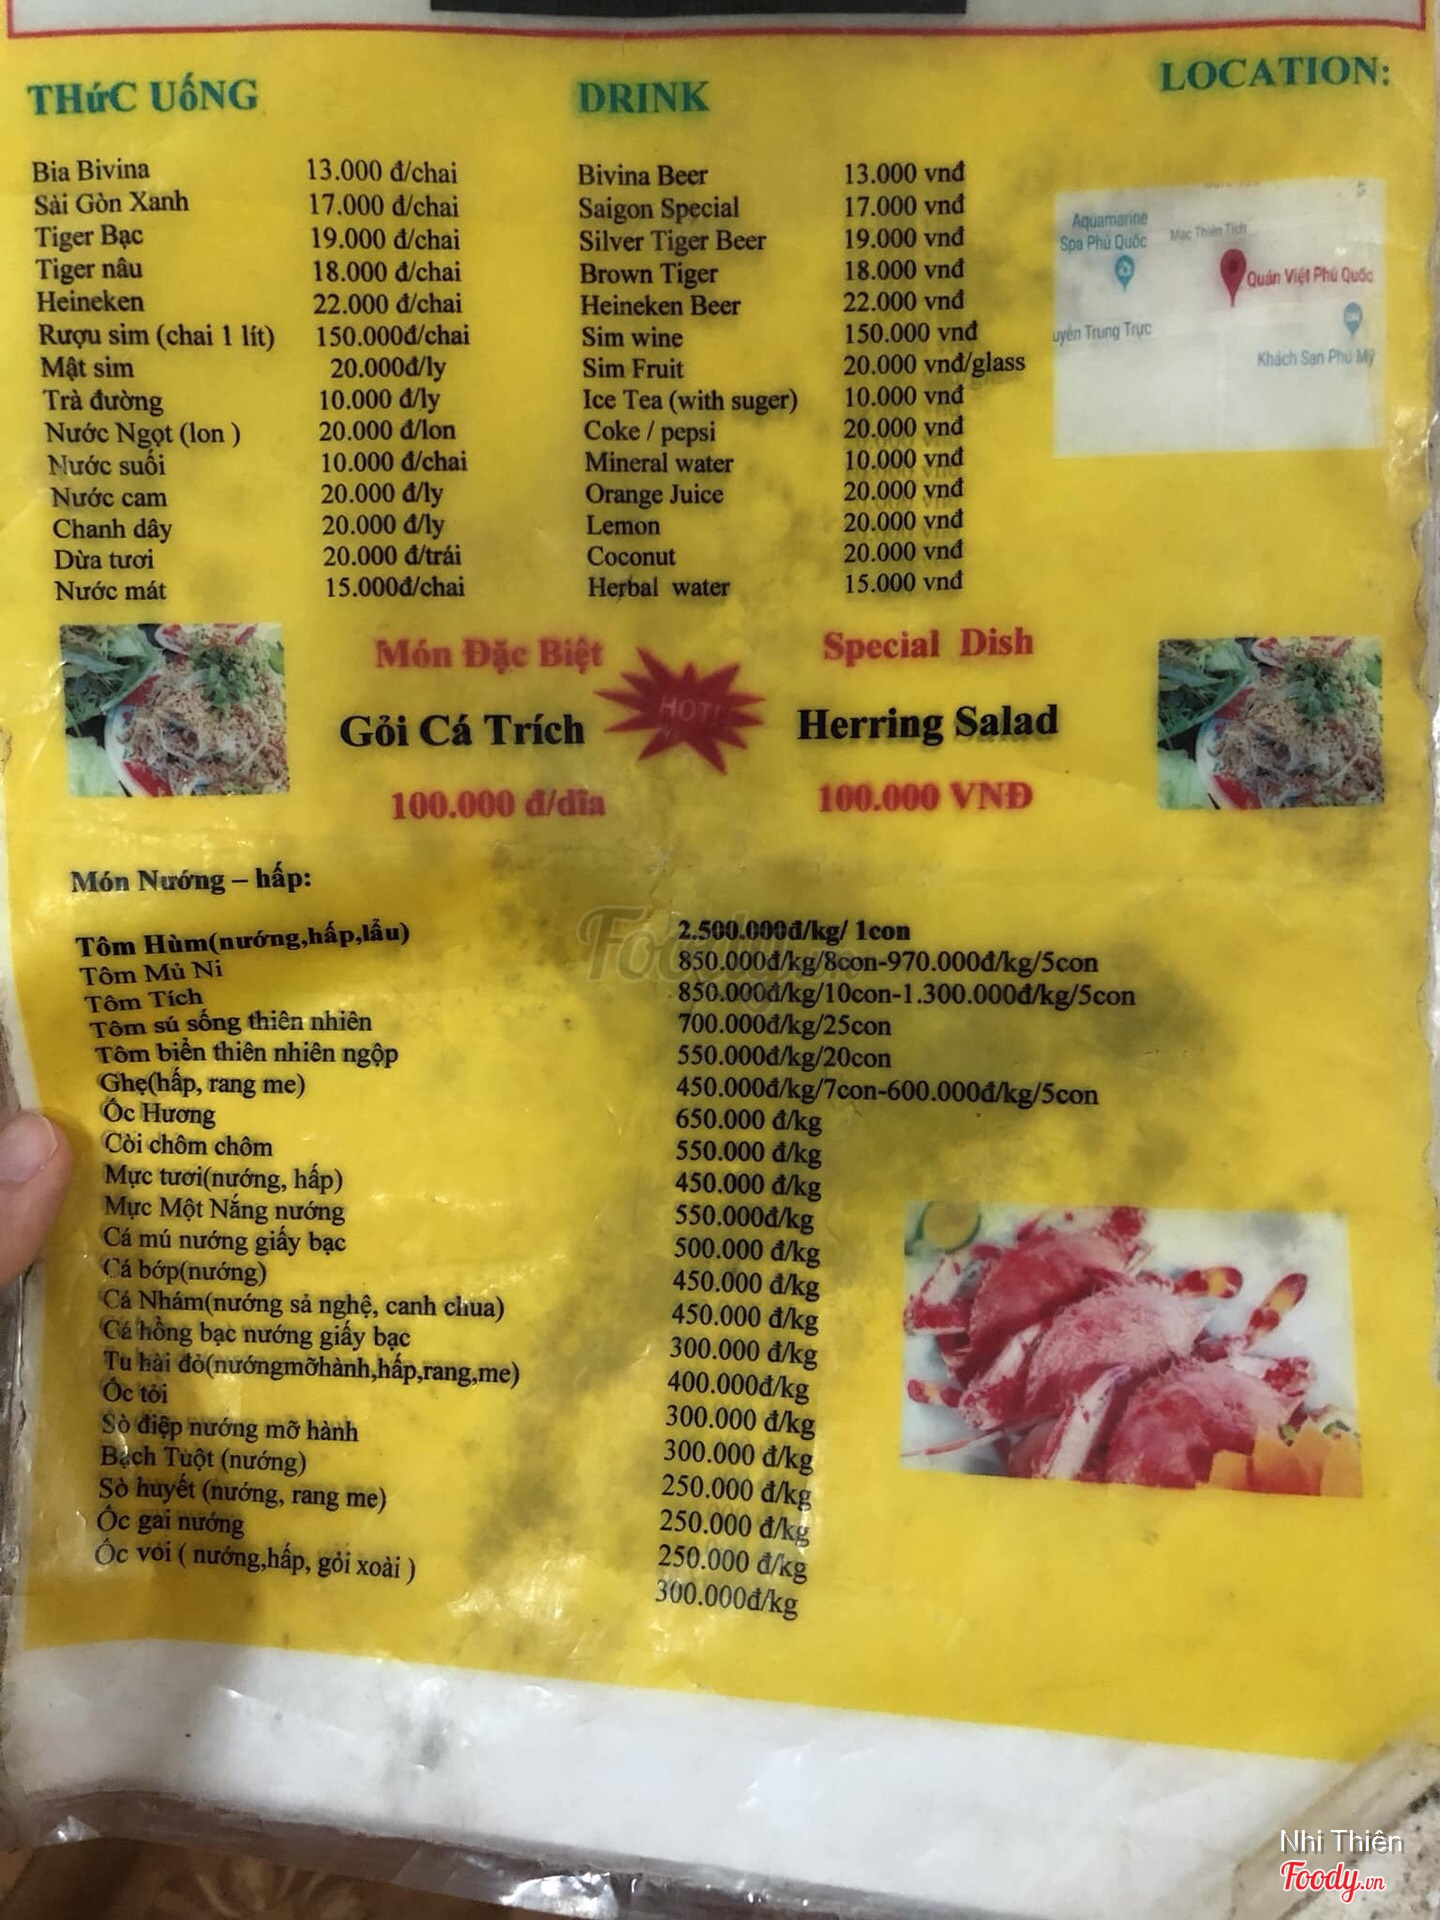 THứC UốNG
DRINK
LOCATION:
Bia Bivina 13.000 đ/chai Bivina Beer 13.000 vnđ
Sài Gòn Xanh 17.000 đ/chai Saigon Special 17.000 vnđ
Tiger Bạc 19.000 đ/chai Silver Tiger Beer 19.000 vnđ
Tiger nâu 18.000 đ/chai Brown Tiger 18.000 vnđ
Heineken 22.000 đ/chai Heineken Beer 22.000 vnđ
Rượu sim (chai 1 lít) 150.000đ/chai Sim wine 150.000 vnđ
Mật sim 20.000đ/ly Sim Fruit 20.000 vnđ/glass
Trà đường 10.000 đ/ly Ice Tea (with suger) 10.000 vnđ
Nước Ngọt (lon ) 20.000 đ/lon Coke / pepsi 20.000 vnđ
Nước suối 10.000 đ/chai Mineral water 10.000 vnđ
Nước cam 20.000 đ/ly Orange Juice 20.000 vnđ
Chanh dây 20.000 đ/ly Lemon 20.000 vnđ
Dừa tươi 20.000 đ/trái Coconut 20.000 vnđ
Nước mát 15.000đ/chai Herbal water 15.000 vnđ
Aquamarine
Spa Phú Quốc
Mạc Thiên Tích
Quán Việt Phú Quốc
uyễn Trung Trực
Khách Sạn Phú Mỹ
Món Đặc Biệt Special Dish
Gỏi Cá Trích HOT! Herring Salad
100.000 đ/dĩa 100.000 VNĐ
Món Nướng – hấp:
Tôm Hùm(nướng,hấp,lẩu) 2.500.000đ/kg/ 1con
Tôm Mủ Ni 850.000đ/kg/8con-970.000đ/kg/5con
Tôm Tích 850.000đ/kg/10con-1.300.000đ/kg/5con
Tôm sú sống thiên nhiên 700.000đ/kg/25con
Tôm biển thiên nhiên ngộp 550.000đ/kg/20con
Ghẹ(hấp, rang me) 450.000đ/kg/7con-600.000đ/kg/5con
Ốc Hương 650.000 đ/kg
Còi chôm chôm 550.000 đ/kg
Mực tươi(nướng, hấp) 450.000 đ/kg
Mực Một Nắng nướng 550.000đ/kg
Cá mú nướng giấy bạc 500.000 đ/kg
Cá bớp(nướng) 450.000 đ/kg
Cá Nhám(nướng sả nghệ, canh chua) 450.000 đ/kg
Cá hồng bạc nướng giấy bạc 300.000 đ/kg
Tu hài đỏ(nướngmỡhành,hấp,rang,me) 400.000đ/kg
Ốc tỏi 300.000 đ/kg
Sò điệp nướng mỡ hành 300.000 đ/kg
Bạch Tuột (nướng) 250.000 đ/kg
Sò huyết (nướng, rang me) 250.000 đ/kg
Ốc gai nướng 250.000 đ/kg
Ốc vói ( nướng,hấp, gỏi xoài ) 300.000đ/kg
Foody.vn
Nhi Thiên
Foody.vn